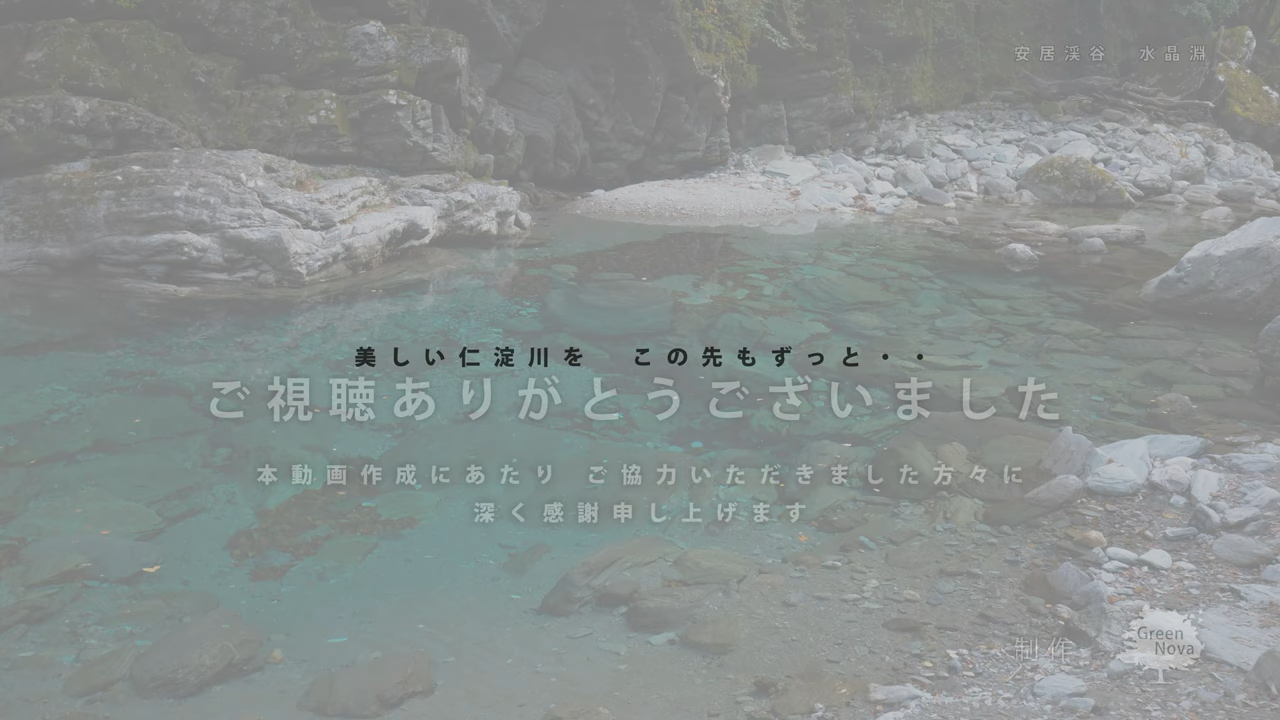 安居渓谷　水晶淵
美しい仁淀川を　この先もずっと・・
ご視聴ありがとうございました
本動画作成にあたり　ご協力いただきました方々に
深く感謝申し上げます
制作
Green
Nova